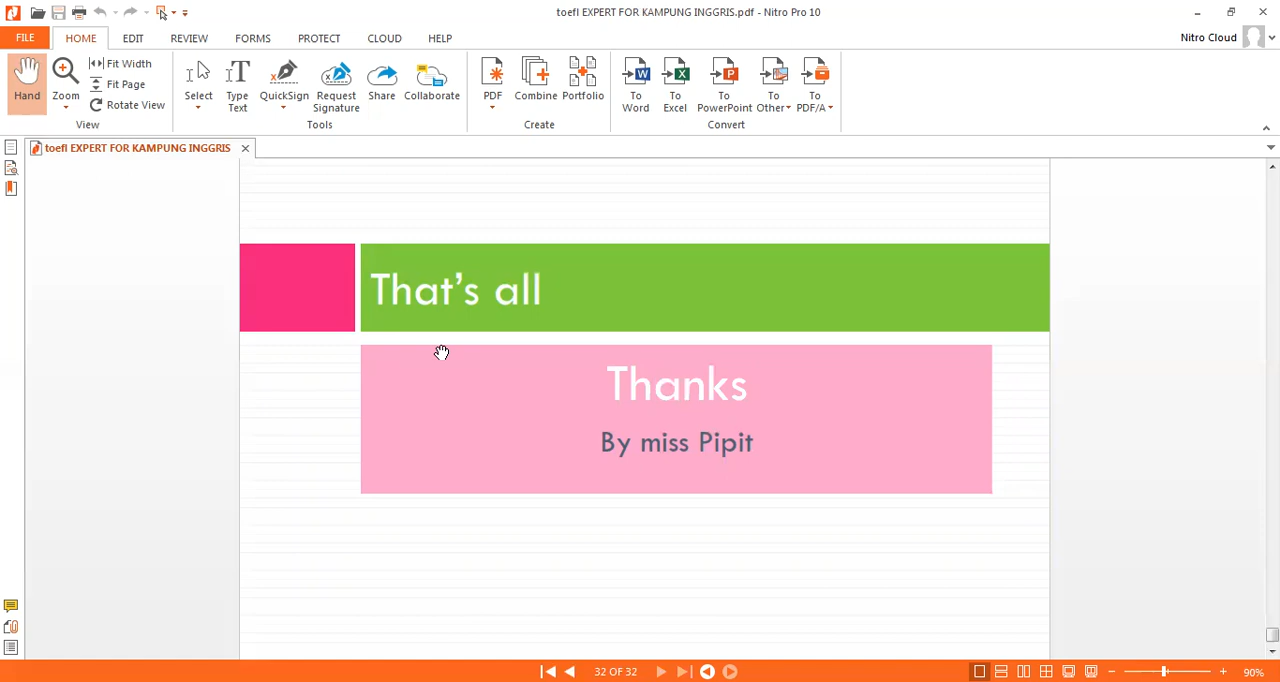 toefl EXPERT FOR KAMPUNG INGGRIS.pdf - Nitro Pro 10
FILE HOME EDIT REVIEW FORMS PROTECT CLOUD HELP Nitro Cloud
Hand
Zoom
Fit Width
Fit Page
Rotate View
View
Select
Type Text
QuickSign
Request Signature
Share
Collaborate
Tools
PDF
Combine
Portfolio
Create
To Word
To Excel
To PowerPoint
To Other
To PDF/A
Convert
toefl EXPERT FOR KAMPUNG INGGRIS
That's all
Thanks
By miss Pipit
32 OF 32
90%